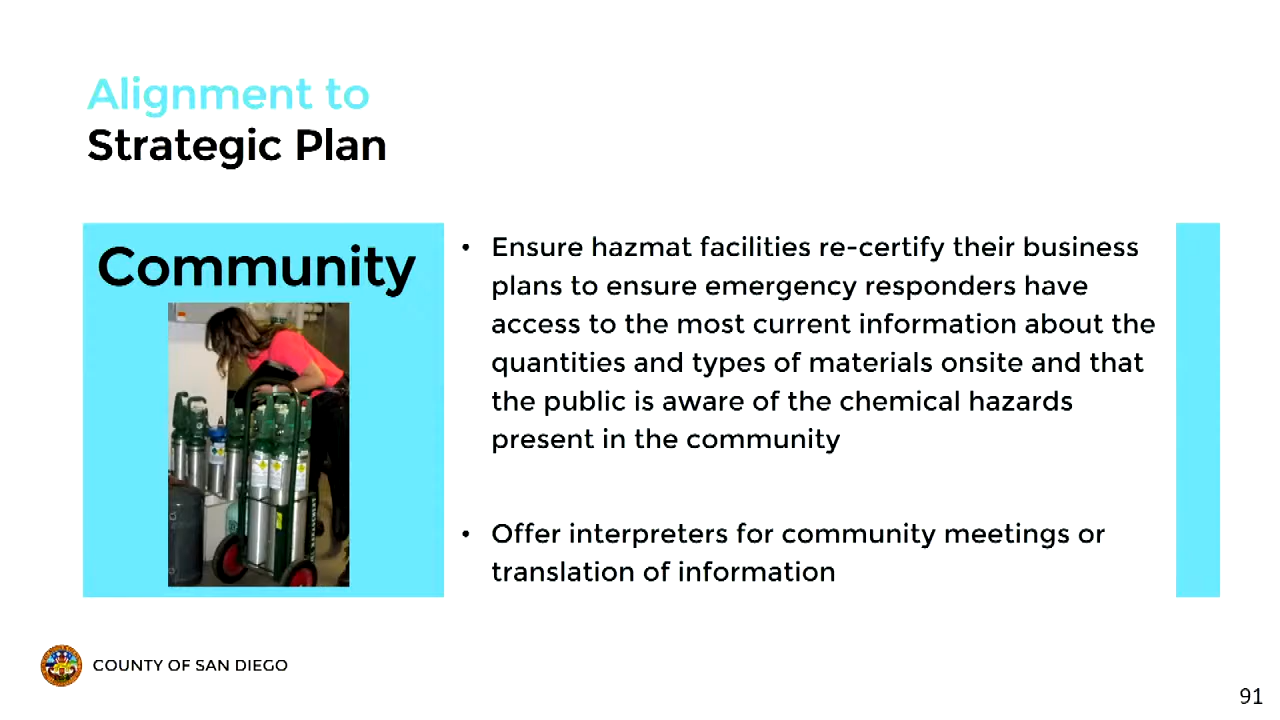 Alignment to
Strategic Plan
Community
• Ensure hazmat facilities re-certify their business
plans to ensure emergency responders have
access to the most current information about the
quantities and types of materials onsite and that
the public is aware of the chemical hazards
present in the community
• Offer interpreters for community meetings or
translation of information
COUNTY OF SAN DIEGO
91